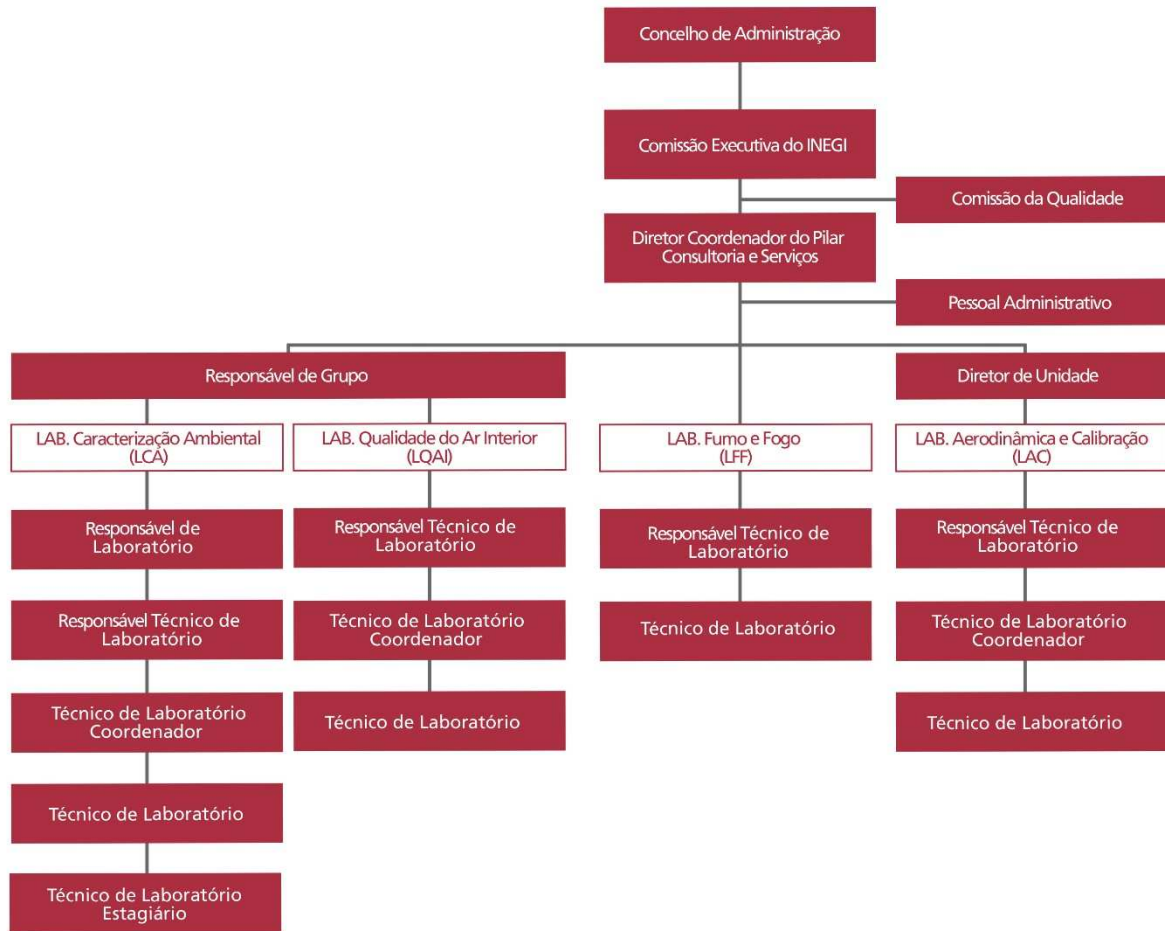 Concelho de Administração
Comissão Executiva do INEGI
Comissão da Qualidade
Diretor Coordenador do Pilar
Consultoria e Serviços
Pessoal Administrativo
Responsável de Grupo
Diretor de Unidade
LAB. Caracterização Ambiental
(LCA)
Responsável de
Laboratório
Responsável Técnico de
Laboratório
Técnico de Laboratório
Coordenador
Técnico de Laboratório
Técnico de Laboratório
Estagiário
LAB. Qualidade do Ar Interior
(LQAI)
Responsável Técnico de
Laboratório
Técnico de Laboratório
Coordenador
Técnico de Laboratório
LAB. Fumo e Fogo
(LFF)
Responsável Técnico de
Laboratório
Técnico de Laboratório
LAB. Aerodinâmica e Calibração
(LAC)
Responsável Técnico de
Laboratório
Técnico de Laboratório
Coordenador
Técnico de Laboratório